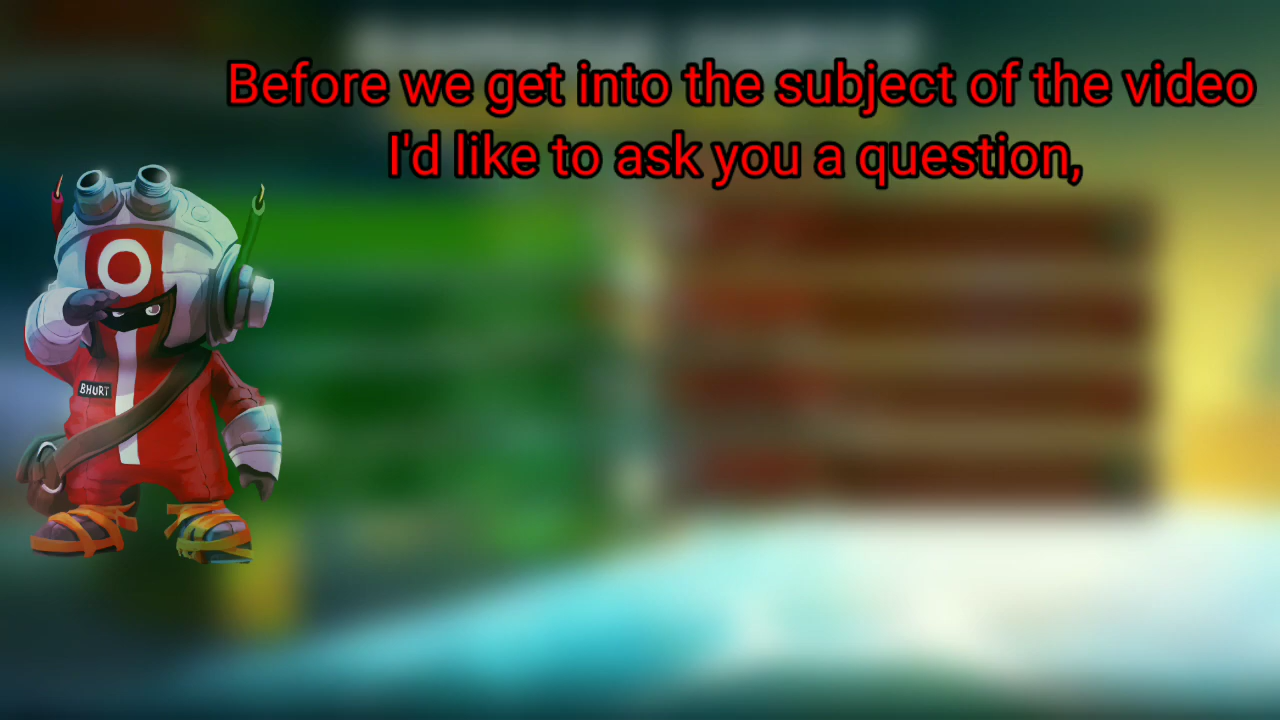 Before we get into the subject of the video
I'd like to ask you a question,
BHURT